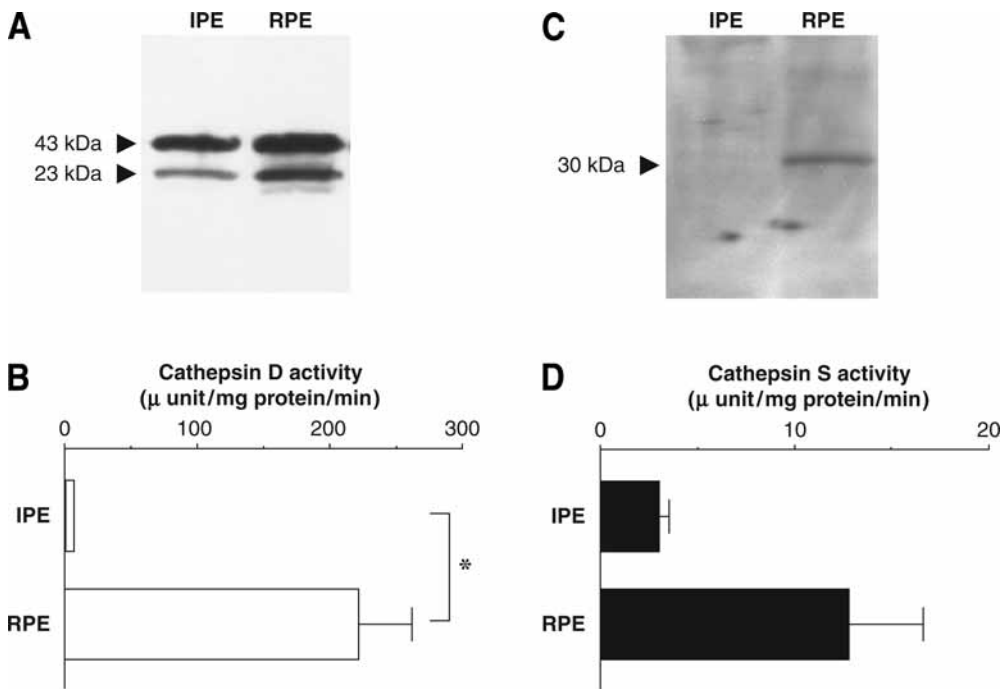 A
IPE RPE
43 kDa
23 kDa
C
IPE RPE
30 kDa
B
Cathepsin D activity
(μ unit/mg protein/min)
0 100 200 300
IPE
*
RPE
D
Cathepsin S activity
(μ unit/mg protein/min)
0 10 20
IPE
RPE